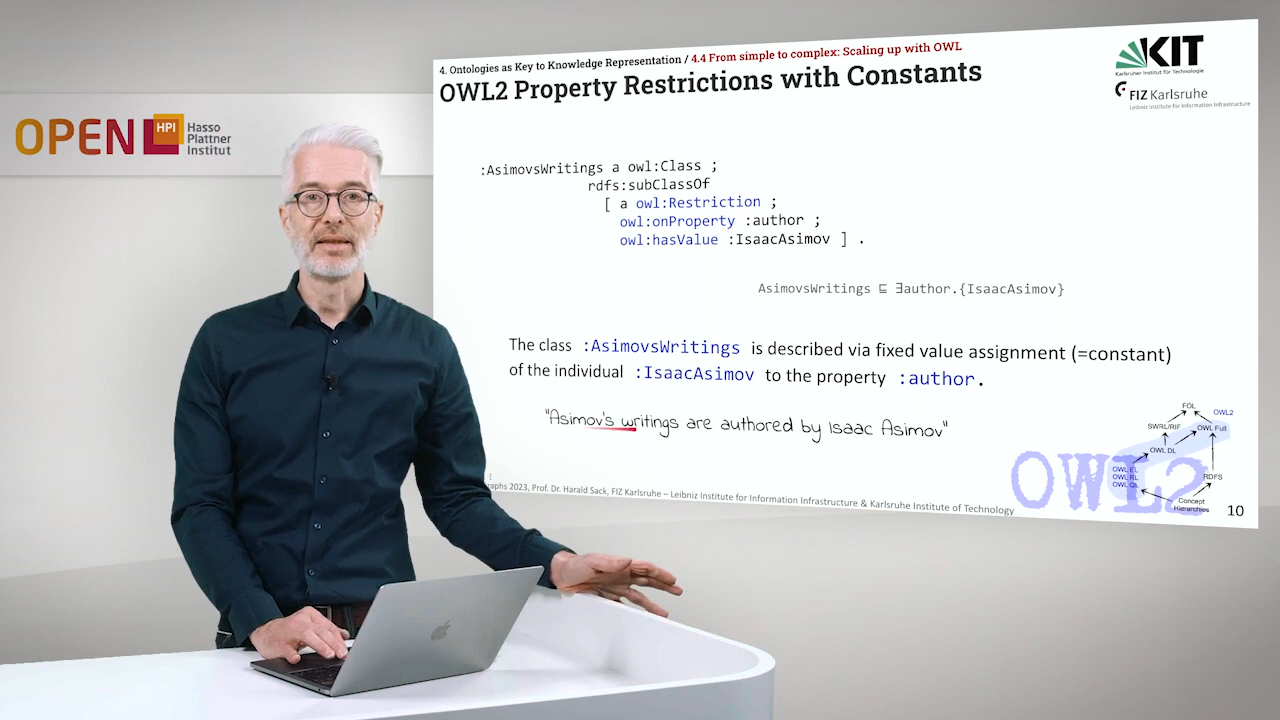 OPEN HPI Hasso
Plattner
Institut
4. Ontologies as Key to Knowledge Representation / 4.4 From simple to complex: Scaling up with OWL
OWL2 Property Restrictions with Constants
KIT
Karlsruher Institut für Technologie
FIZ Karlsruhe
Leibniz Institute for Information Infrastructure
:AsimovsWritings a owl:Class ;
rdfs:subClassOf
[ a owl:Restriction ;
owl:onProperty :author ;
owl:hasValue :IsaacAsimov ] .
AsimovsWritings ⊑ ∃author.{IsaacAsimov}
The class :AsimovsWritings is described via fixed value assignment (=constant)
of the individual :IsaacAsimov to the property :author.
"Asimov's writings are authored by Isaac Asimov"
FOL
OWL2
SWRL/RIF
OWL Full
OWL DL
OWL EL
OWL RL
OWL QL
RDFS
Concept
Hierarchies
OWL2
raphs 2023, Prof. Dr. Harald Sack, FIZ Karlsruhe – Leibniz Institute for Information Infrastructure & Karlsruhe Institute of Technology
10